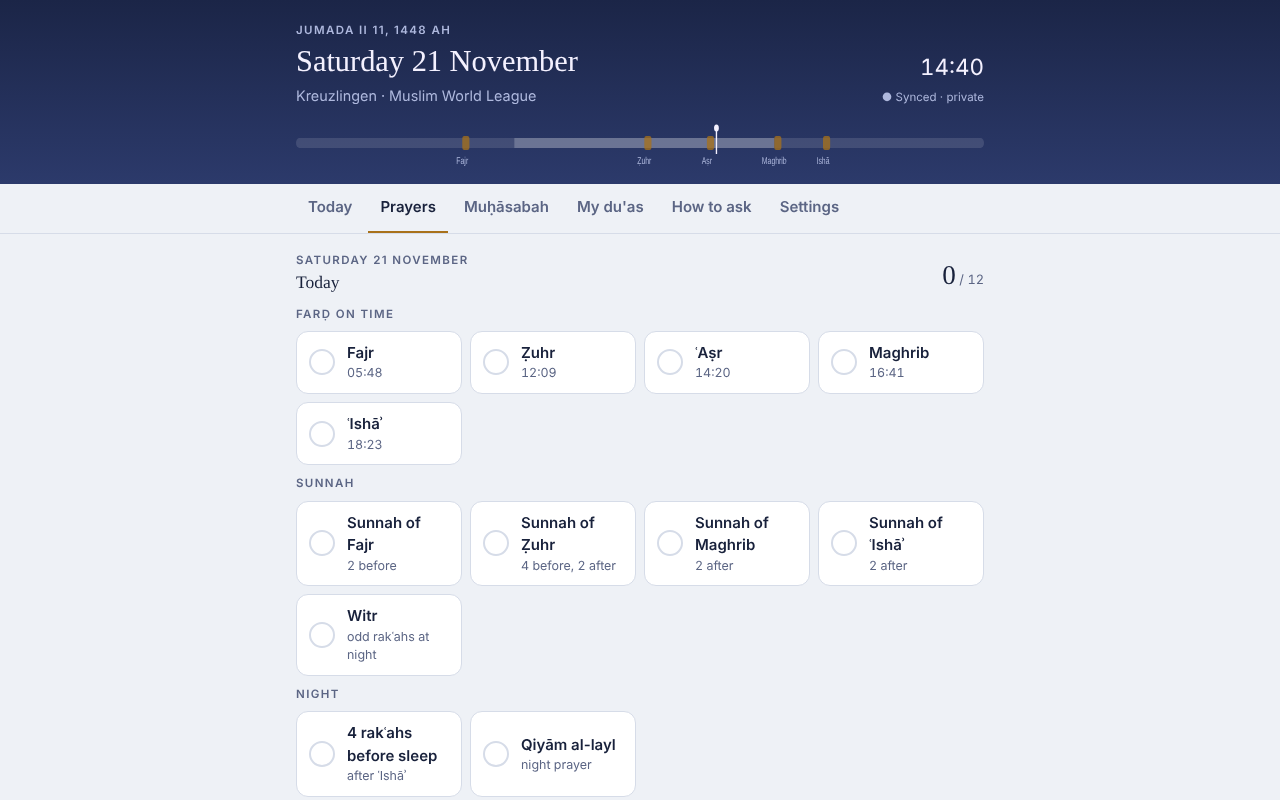 JUMADA II 11, 1448 AH
Saturday 21 November
14:40
Kreuzlingen · Muslim World League
Synced · private
Fajr
Ẓuhr
Asr
Maghrib
Ishā
Today
Prayers
Muḥāsabah
My du'as
How to ask
Settings
SATURDAY 21 NOVEMBER
Today
0 / 12
FARḌ ON TIME
Fajr
05:48
Ẓuhr
12:09
ʿAṣr
14:20
Maghrib
16:41
ʿIshāʾ
18:23
SUNNAH
Sunnah of
Fajr
2 before
Sunnah of
Ẓuhr
4 before, 2 after
Sunnah of
Maghrib
2 after
Sunnah of
ʿIshāʾ
2 after
Witr
odd rakʿahs at
night
NIGHT
4 rakʿahs
before sleep
after ʿIshāʾ
Qiyām al-layl
night prayer